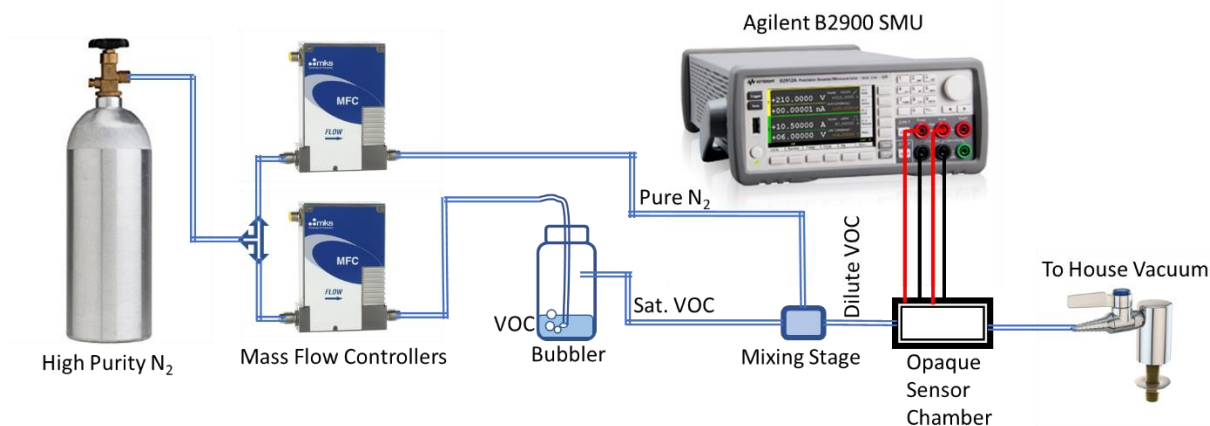 Agilent B2900 SMU
mks
MFC
FLOW
mks
MFC
FLOW
+210.0000 V
+00.00001 nA
+10.50000 A
+06.00000 V
Pure N2
Dilute VOC
To House Vacuum
Sat. VOC
VOC
High Purity N2
Mass Flow Controllers
Bubbler
Mixing Stage
Opaque
Sensor
Chamber